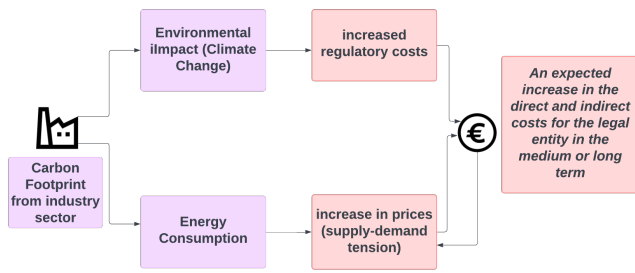 Environmental
iImpact (Climate
Change)
increased
regulatory costs
An expected
increase in the
direct and indirect
costs for the legal
entity in the
medium or long
term
€
Carbon
Footprint
from industry
sector
Energy
Consumption
increase in prices
(supply-demand
tension)